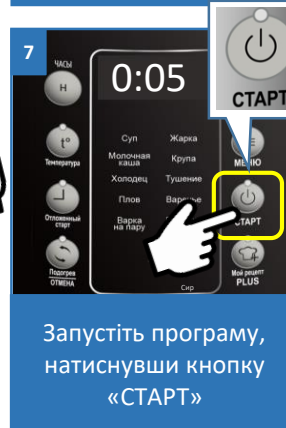 7
ЧАСЫ
Н
0:05
СТАРТ
t°
Температура
Суп
Жарка
Молочная каша
Крупа
МЕНЮ
Холодец
Тушение
Отложенный
старт
Плов
Варка
на пару
СТАРТ
Подогрев
ОТМЕНА
Сыр
Мой рецепт
PLUS
Запустіть програму,
натиснувши кнопку
«СТАРТ»